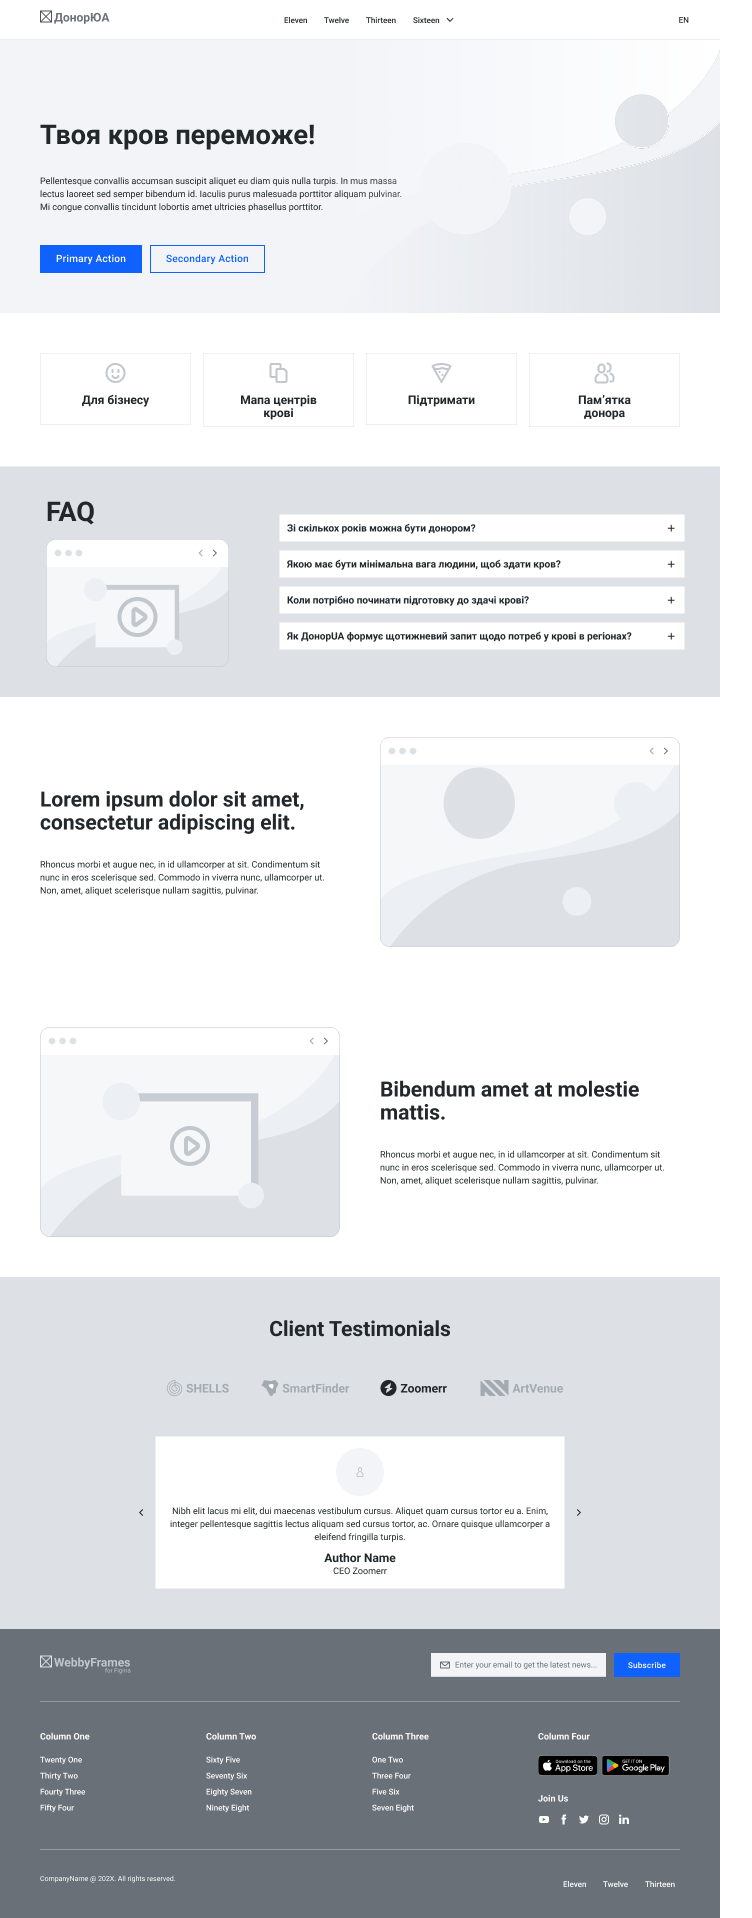 ДонорЮА
Eleven Twelve Thirteen Sixteen
EN
Твоя кров переможе!
Pellentesque convallis accumsan suscipit aliquet eu diam quis nulla turpis. In mus massa
lectus laoreet sed semper bibendum id. Iaculis purus malesuada porttitor aliquam pulvinar.
Mi congue convallis tincidunt lobortis amet ultricies phasellus porttitor.
Primary Action
Secondary Action
Для бізнесу
Мапа центрів
крові
Підтримати
Пам’ятка
донора
FAQ
Зі скількох років можна бути донором?
Якою має бути мінімальна вага людини, щоб здати кров?
Коли потрібно починати підготовку до здачі крові?
Як ДонорUA формує щотижневий запит щодо потреб у крові в регіонах?
Lorem ipsum dolor sit amet,
consectetur adipiscing elit.
Rhoncus morbi et augue nec, in id ullamcorper at sit. Condimentum sit
nunc in eros scelerisque sed. Commodo in viverra nunc, ullamcorper ut.
Non, amet, aliquet scelerisque nullam sagittis, pulvinar.
Bibendum amet at molestie
mattis.
Rhoncus morbi et augue nec, in id ullamcorper at sit. Condimentum sit
nunc in eros scelerisque sed. Commodo in viverra nunc, ullamcorper ut.
Non, amet, aliquet scelerisque nullam sagittis, pulvinar.
Client Testimonials
SHELLS SmartFinder Zoomerr ArtVenue
Nibh elit lacus mi elit, dui maecenas vestibulum cursus. Aliquet quam cursus tortor eu a. Enim,
integer pellentesque sagittis lectus aliquam sed cursus tortor, ac. Ornare quisque ullamcorper a
eleifend fringilla turpis.
Author Name
CEO Zoomerr
WebbyFrames
for Figma
Enter your email to get the latest news...
Subscribe
Column One
Twenty One
Thirty Two
Fourty Three
Fifty Four
Column Two
Sixty Five
Seventy Six
Eighty Seven
Ninety Eight
Column Three
One Two
Three Four
Five Six
Seven Eight
Column Four
Download on the
App Store
GET IT ON
Google Play
Join Us
CompanyName @ 202X. All rights reserved.
Eleven Twelve Thirteen